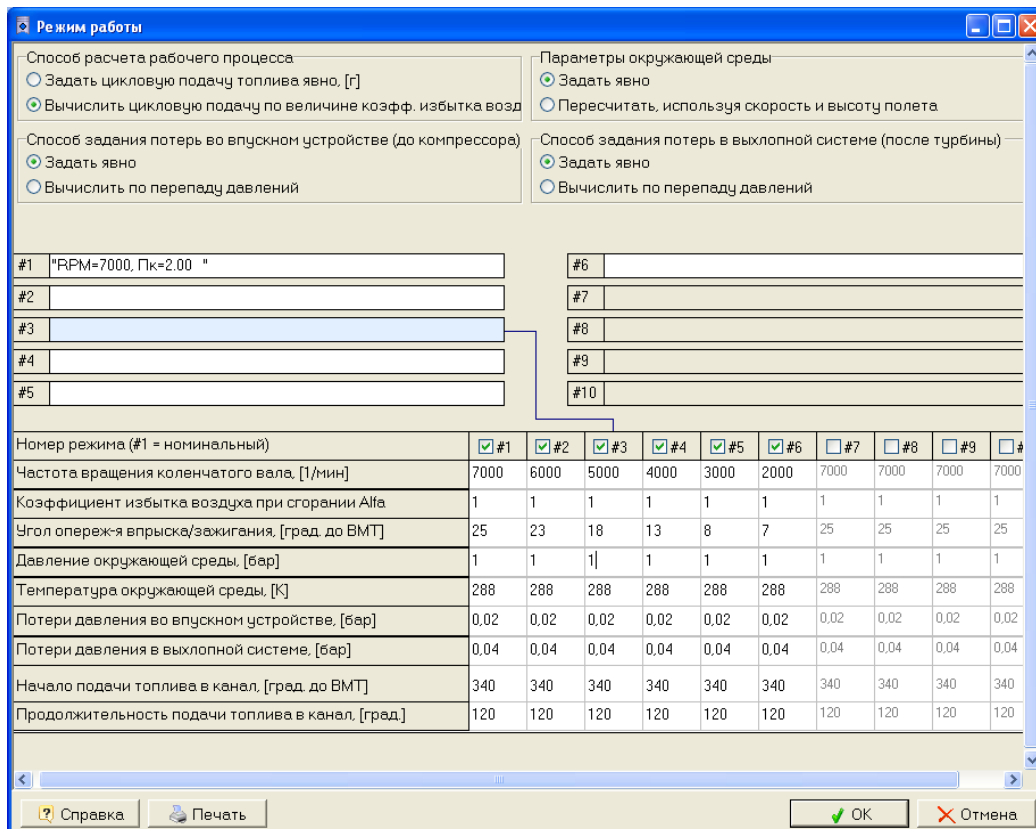 Режим работы
Способ расчета рабочего процесса
Задать цикловую подачу топлива явно, [г]
Вычислить цикловую подачу по величине коэфф. избытка возд
Параметры окружающей среды
Задать явно
Пересчитать, используя скорость и высоту полета
Способ задания потерь во впускном устройстве (до компрессора)
Задать явно
Вычислить по перепаду давлений
Способ задания потерь в выхлопной системе (после турбины)
Задать явно
Вычислить по перепаду давлений
#1 "RPM=7000, Пк=2.00 "
#2
#3
#4
#5
#6
#7
#8
#9
#10
Номер режима (#1 = номинальный) #1 #2 #3 #4 #5 #6 #7 #8 #9 #
Частота вращения коленчатого вала, [1/мин] 7000 6000 5000 4000 3000 2000 7000 7000 7000 7000
Коэффициент избытка воздуха при сгорании Alfa 1 1 1 1 1 1 1 1 1 1
Угол опереж-я впрыска/зажигания, [град. до ВМТ] 25 23 18 13 8 7 25 25 25 25
Давление окружающей среды, [бар] 1 1 1 1 1 1 1 1 1 1
Температура окружающей среды, [К] 288 288 288 288 288 288 288 288 288 288
Потери давления во впускном устройстве, [бар] 0,02 0,02 0,02 0,02 0,02 0,02 0,02 0,02 0,02 0,02
Потери давления в выхлопной системе, [бар] 0,04 0,04 0,04 0,04 0,04 0,04 0,04 0,04 0,04 0,04
Начало подачи топлива в канал, [град. до ВМТ] 340 340 340 340 340 340 340 340 340 340
Продолжительность подачи топлива в канал, [град.] 120 120 120 120 120 120 120 120 120 120
Справка Печать OK Отмена